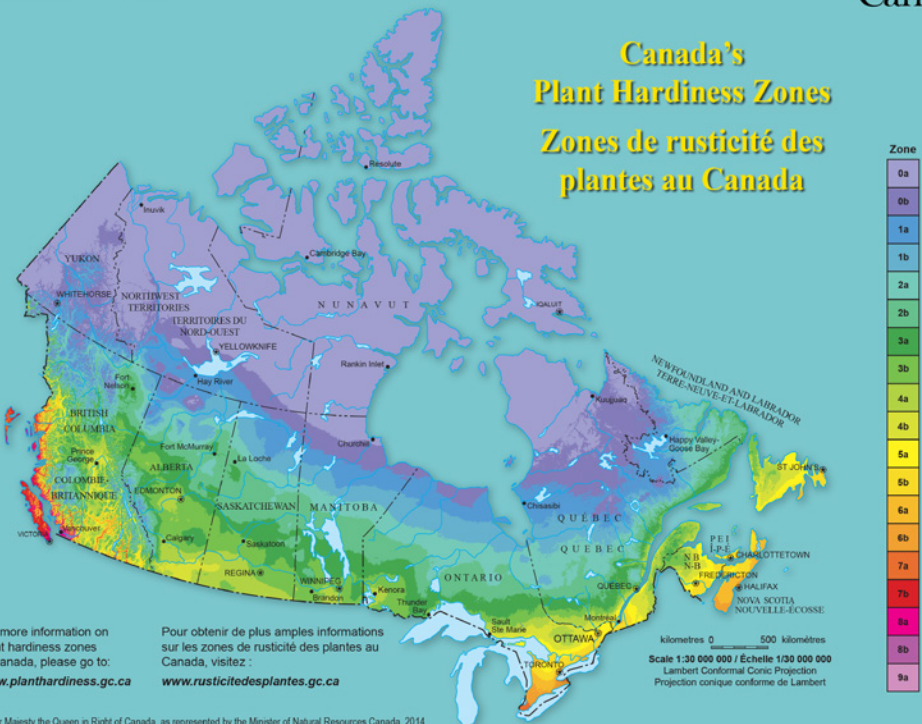 Canada's
Plant Hardiness Zones
Zones de rusticité des
plantes au Canada
Zone
0a
0b
1a
1b
2a
2b
3a
3b
4a
4b
5a
5b
6a
6b
7a
7b
8a
8b
9a
Resolute
Inuvik
Cambridge Bay
YUKON
WHITEHORSE
NORTHWEST
TERRITORIES
TERRITOIRES DU
NORD-OUEST
NUNAVUT
IQALUIT
YELLOWKNIFE
Hay River
Rankin Inlet
Fort
Nelson
Kuujjuaq
NEWFOUNDLAND AND LABRADOR
TERRE-NEUVE-ET-LABRADOR
BRITISH
COLUMBIA
Prince
George
COLOMBIE-
BRITANNIQUE
Fort McMurray
La Loche
ALBERTA
EDMONTON
Churchill
Happy Valley-
Goose Bay
ST JOHN'S
SASKATCHEWAN
MANITOBA
Chisasibi
QUÉBEC
QUEBEC
VICTORIA
Vancouver
Calgary
Saskatoon
REGINA
WINNIPEG
Brandon
Kenora
ONTARIO
Thunder
Bay
Sault
Ste Marie
QUÉBEC
Montréal
OTTAWA
TORONTO
PEI
Î-P-É
CHARLOTTETOWN
NB
N-B
FREDERICTON
HALIFAX
NOVA SCOTIA
NOUVELLE-ÉCOSSE
kilometres 0 500 kilomètres
Scale 1:30 000 000 / Échelle 1/30 000 000
Lambert Conformal Conic Projection
Projection conique conforme de Lambert
more information on
hardiness zones
anada, please go to:
w.planthardiness.gc.ca
Pour obtenir de plus amples informations
sur les zones de rusticité des plantes au
Canada, visitez :
www.rusticitedesplantes.gc.ca
Majesty the Queen in Right of Canada, as represented by the Minister of Natural Resources Canada, 2014